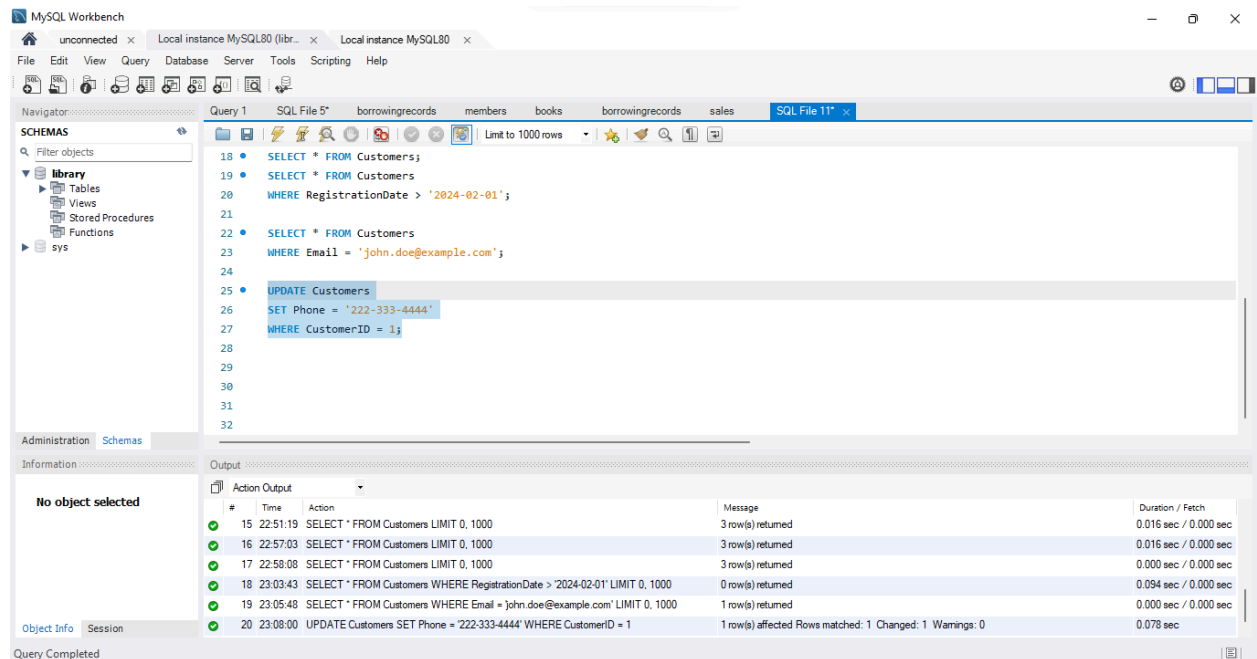 MySQL Workbench
unconnected × Local instance MySQL80 (libr... × Local instance MySQL80 ×
File Edit View Query Database Server Tools Scripting Help
Navigator
SCHEMAS
Filter objects
library
Tables
Views
Stored Procedures
Functions
sys
Administration Schemas
Information
No object selected
Object Info Session
Query 1 SQL File 5* borrowingrecords members books borrowingrecords sales SQL File 11* ×
Limit to 1000 rows
18 SELECT * FROM Customers;
19 SELECT * FROM Customers
20 WHERE RegistrationDate > '2024-02-01';
21
22 SELECT * FROM Customers
23 WHERE Email = 'john.doe@example.com';
24
25 UPDATE Customers
26 SET Phone = '222-333-4444'
27 WHERE CustomerID = 1;
28
29
30
31
32
Output
Action Output
# Time Action Message Duration / Fetch
15 22:51:19 SELECT * FROM Customers LIMIT 0, 1000 3 row(s) returned 0.016 sec / 0.000 sec
16 22:57:03 SELECT * FROM Customers LIMIT 0, 1000 3 row(s) returned 0.016 sec / 0.000 sec
17 22:58:08 SELECT * FROM Customers LIMIT 0, 1000 3 row(s) returned 0.000 sec / 0.000 sec
18 23:03:43 SELECT * FROM Customers WHERE RegistrationDate > '2024-02-01' LIMIT 0, 1000 0 row(s) returned 0.094 sec / 0.000 sec
19 23:05:48 SELECT * FROM Customers WHERE Email = 'john.doe@example.com' LIMIT 0, 1000 1 row(s) returned 0.000 sec / 0.000 sec
20 23:08:00 UPDATE Customers SET Phone = '222-333-4444' WHERE CustomerID = 1 1 row(s) affected Rows matched: 1 Changed: 1 Warnings: 0 0.078 sec
Query Completed